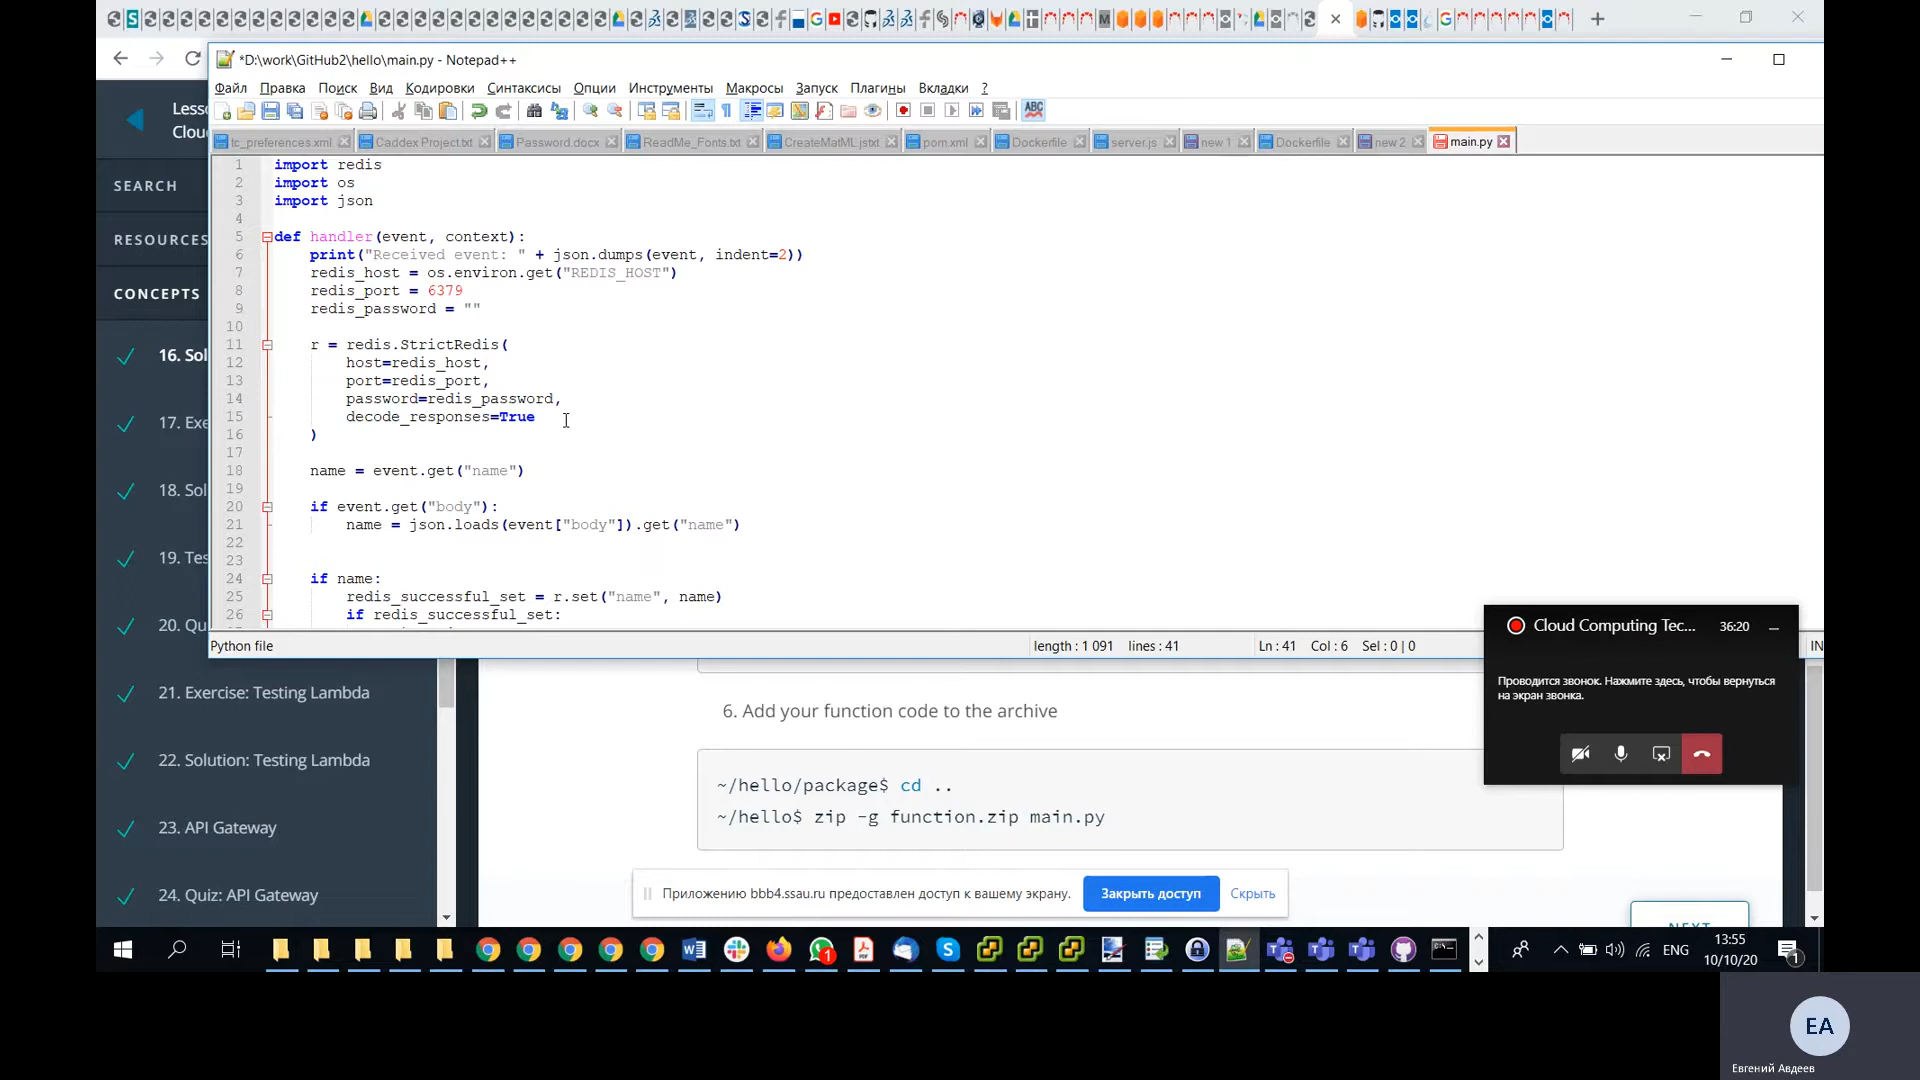 *D:\work\GitHub2\hello\main.py - Notepad++
Файл Правка Поиск Вид Кодировки Синтаксисы Опции Инструменты Макросы Запуск Плагины Вкладки ?
tc_preferences.xml Caddex Project.txt Password.docx ReadMe_Fonts.txt CreateMatML.jstxt pom.xml Dockerfile server.js new 1 Dockerfile new 2 main.py
1 import redis
2 import os
3 import json
4
5 def handler(event, context):
6 print("Received event: " + json.dumps(event, indent=2))
7 redis_host = os.environ.get("REDIS_HOST")
8 redis_port = 6379
9 redis_password = ""
10
11 r = redis.StrictRedis(
12 host=redis_host,
13 port=redis_port,
14 password=redis_password,
15 decode_responses=True
16 )
17
18 name = event.get("name")
19
20 if event.get("body"):
21 name = json.loads(event["body"]).get("name")
22
23
24 if name:
25 redis_successful_set = r.set("name", name)
26 if redis_successful_set:
Python file length : 1 091 lines : 41 Ln : 41 Col : 6 Sel : 0 | 0 IN
Lesso
Clou
SEARCH
RESOURCES
CONCEPTS
16. Sol
17. Exe
18. Sol
19. Tes
20. Qu
21. Exercise: Testing Lambda
22. Solution: Testing Lambda
23. API Gateway
24. Quiz: API Gateway
6. Add your function code to the archive
~/hello/package$ cd ..
~/hello$ zip -g function.zip main.py
NEXT
Cloud Computing Tec... 36:20
Проводится звонок. Нажмите здесь, чтобы вернуться
на экран звонка.
Приложению bbb4.ssau.ru предоставлен доступ к вашему экрану. Закрыть доступ Скрыть
ENG
13:55
10/10/20
1
1
EA
Евгений Авдеев